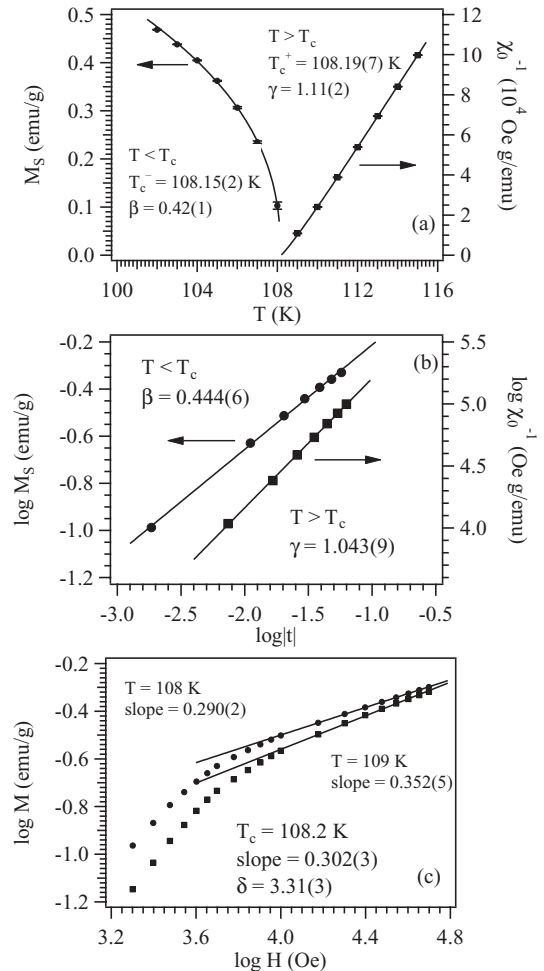 0.5
0.4
0.3
0.2
0.1
0.0
M_S (emu/g)
12
10
8
6
4
2
0
χ_0^{-1} (10^4 Oe g/emu)
T > T_c
T_c^+ = 108.19(7) K
γ = 1.11(2)
T < T_c
T_c^- = 108.15(2) K
β = 0.42(1)
(a)
100 104 108 112 116
T (K)
-0.2
-0.4
-0.6
-0.8
-1.0
-1.2
log M_S (emu/g)
5.5
5.0
4.5
4.0
log χ_0^{-1} (Oe g/emu)
(b)
T < T_c
β = 0.444(6)
T > T_c
γ = 1.043(9)
-3.0 -2.5 -2.0 -1.5 -1.0 -0.5
log|t|
-0.2
-0.4
-0.6
-0.8
-1.0
-1.2
log M (emu/g)
T = 108 K
slope = 0.290(2)
T = 109 K
slope = 0.352(5)
T_c = 108.2 K
slope = 0.302(3)
δ = 3.31(3)
(c)
3.2 3.6 4.0 4.4 4.8
log H (Oe)